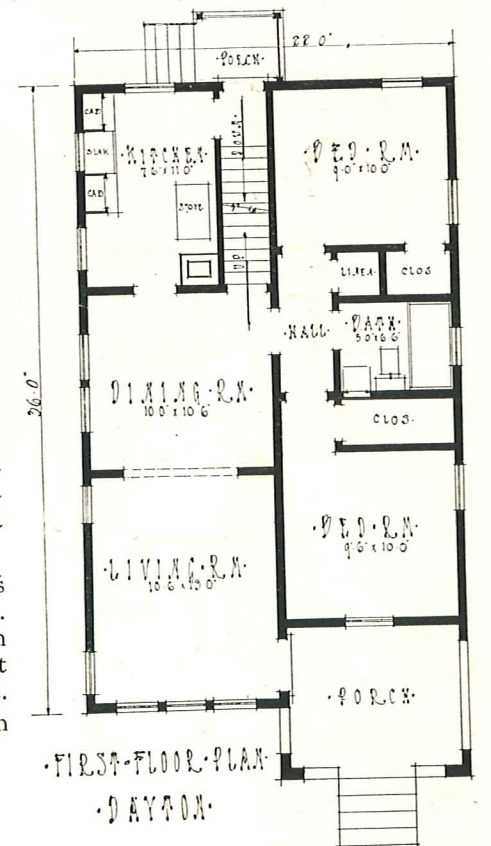 22'0"
·PORCH·
CAB
SINK
CAB
·KITCHEN·
7'6" x 11'0"
STOVE
DOWN
UP
·BED·RM·
9'-0" x 10'0"
LINEN
CLOS
·HALL·
·BATH·
5'0" x 6'6"
CLOS·
36'-0"
DINING·RM·
10'0" x 10'6"
·BED·RM·
9'-6" x 10'-0"
·LIVING·RM·
10'-6" x 13'0"
·PORCH·
·FIRST·FLOOR·PLAN·
·DAYTON·